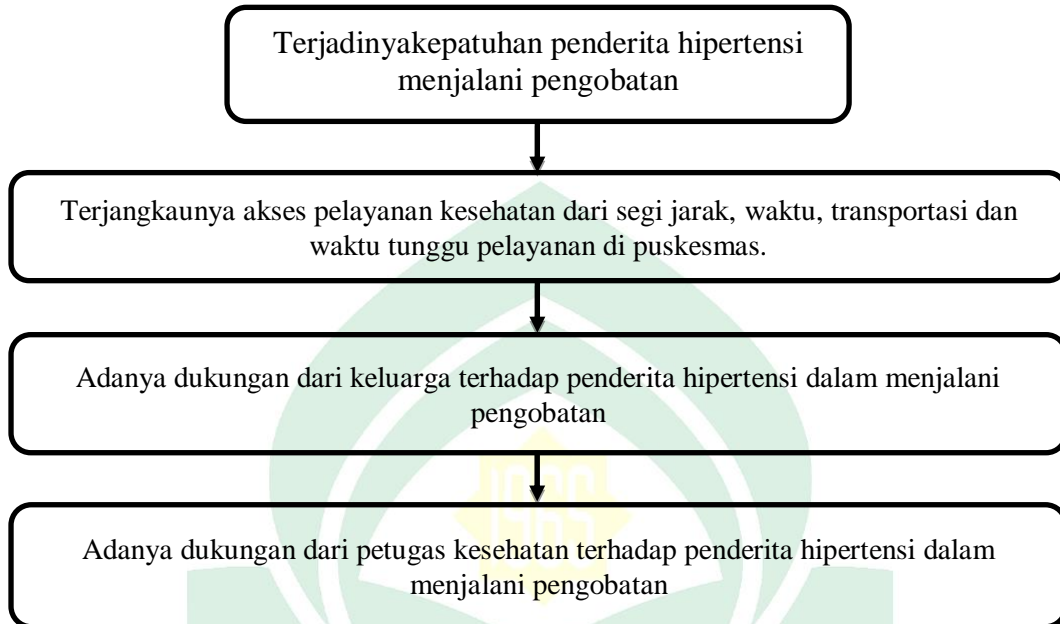 Terjadinyakepatuhan penderita hipertensi
menjalani pengobatan
Terjangkaunya akses pelayanan kesehatan dari segi jarak, waktu, transportasi dan
waktu tunggu pelayanan di puskesmas.
Adanya dukungan dari keluarga terhadap penderita hipertensi dalam menjalani
pengobatan
1965
Adanya dukungan dari petugas kesehatan terhadap penderita hipertensi dalam
menjalani pengobatan